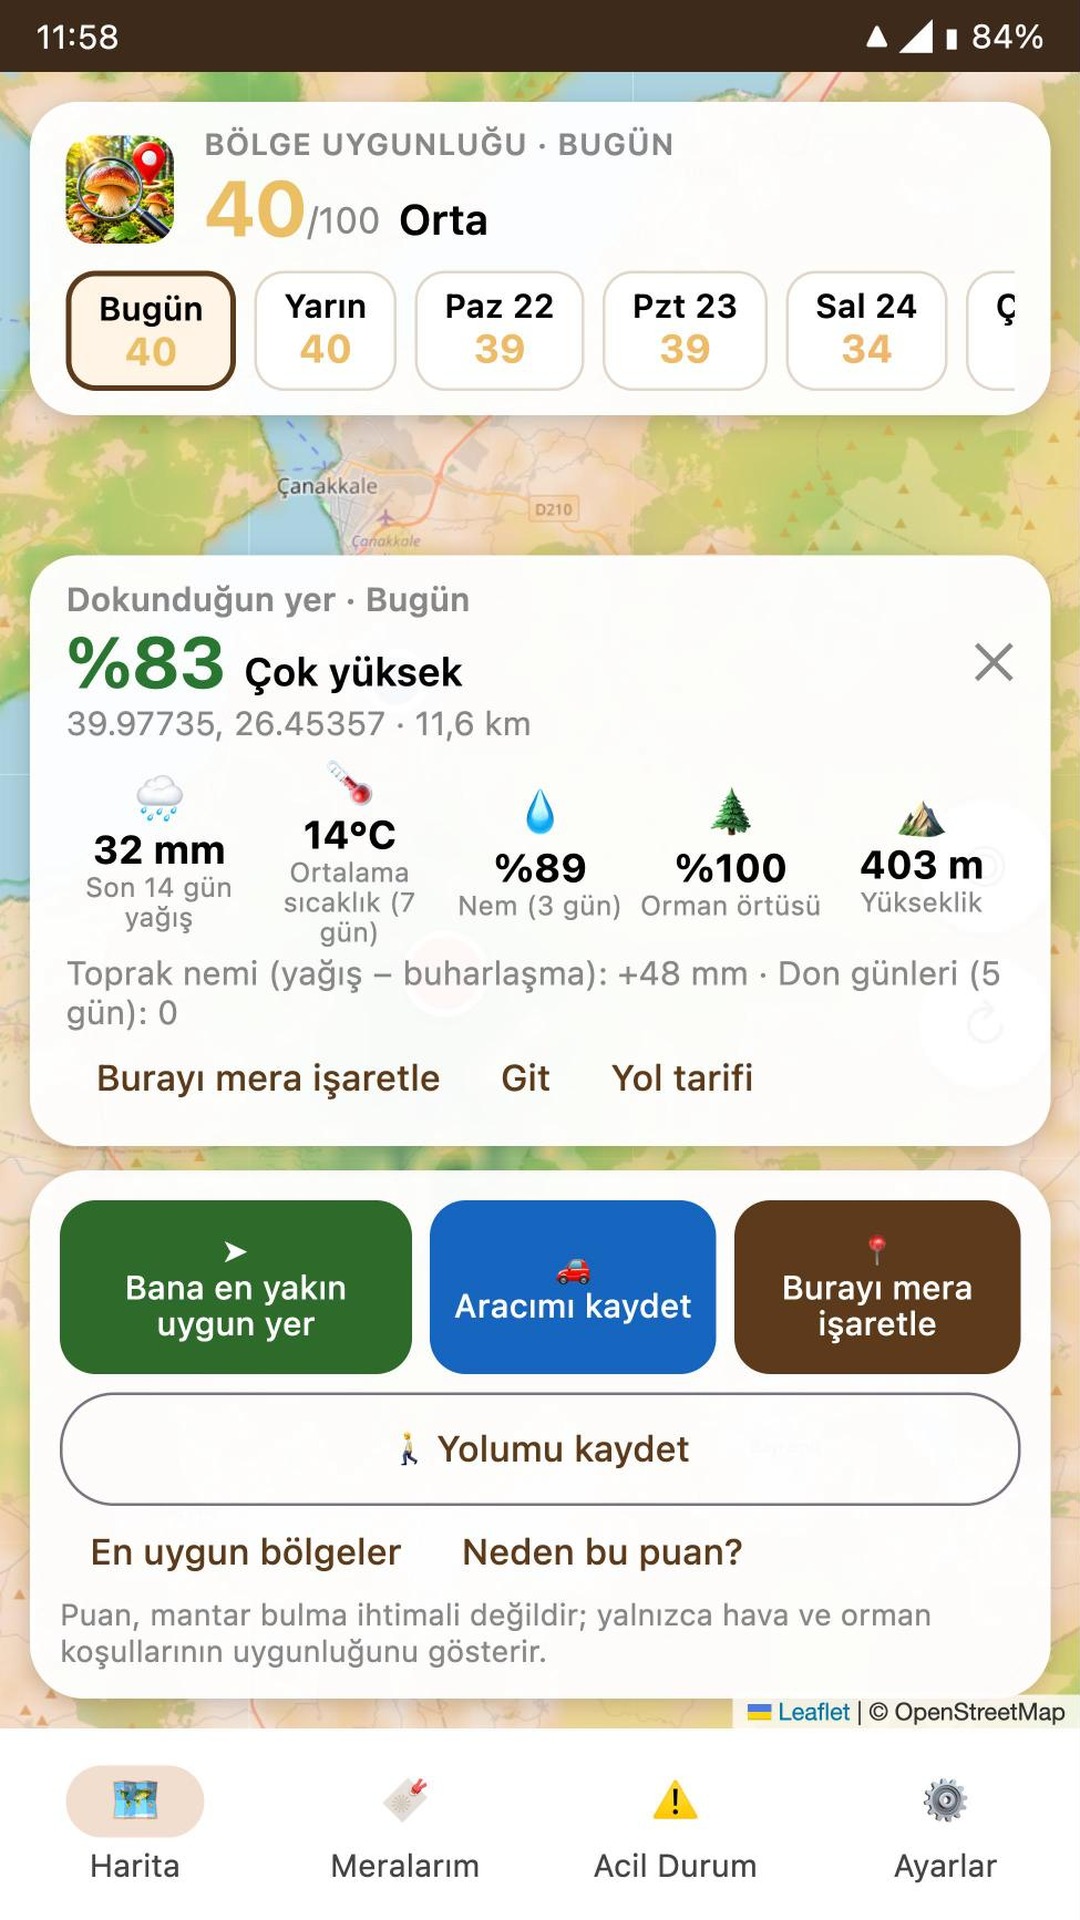 11:58
84%
BÖLGE UYGUNLUĞU · BUGÜN
40/100 Orta
Bugün
40
Yarın
40
Paz 22
39
Pzt 23
39
Sal 24
34
Ç
Çanakkale
D210
Çanakkale
Dokunduğun yer · Bugün
%83 Çok yüksek
39.97735, 26.45357 · 11,6 km
32 mm
Son 14 gün
yağış
14°C
Ortalama
sıcaklık (7
gün)
%89
Nem (3 gün)
%100
Orman örtüsü
403 m
Yükseklik
Toprak nemi (yağış – buharlaşma): +48 mm · Don günleri (5
gün): 0
Burayı mera işaretle
Git
Yol tarifi
Bana en yakın
uygun yer
Aracımı kaydet
Burayı mera
işaretle
Yolumu kaydet
En uygun bölgeler
Neden bu puan?
Puan, mantar bulma ihtimali değildir; yalnızca hava ve orman
koşullarının uygunluğunu gösterir.
Leaflet | © OpenStreetMap
Harita
Meralarım
Acil Durum
Ayarlar